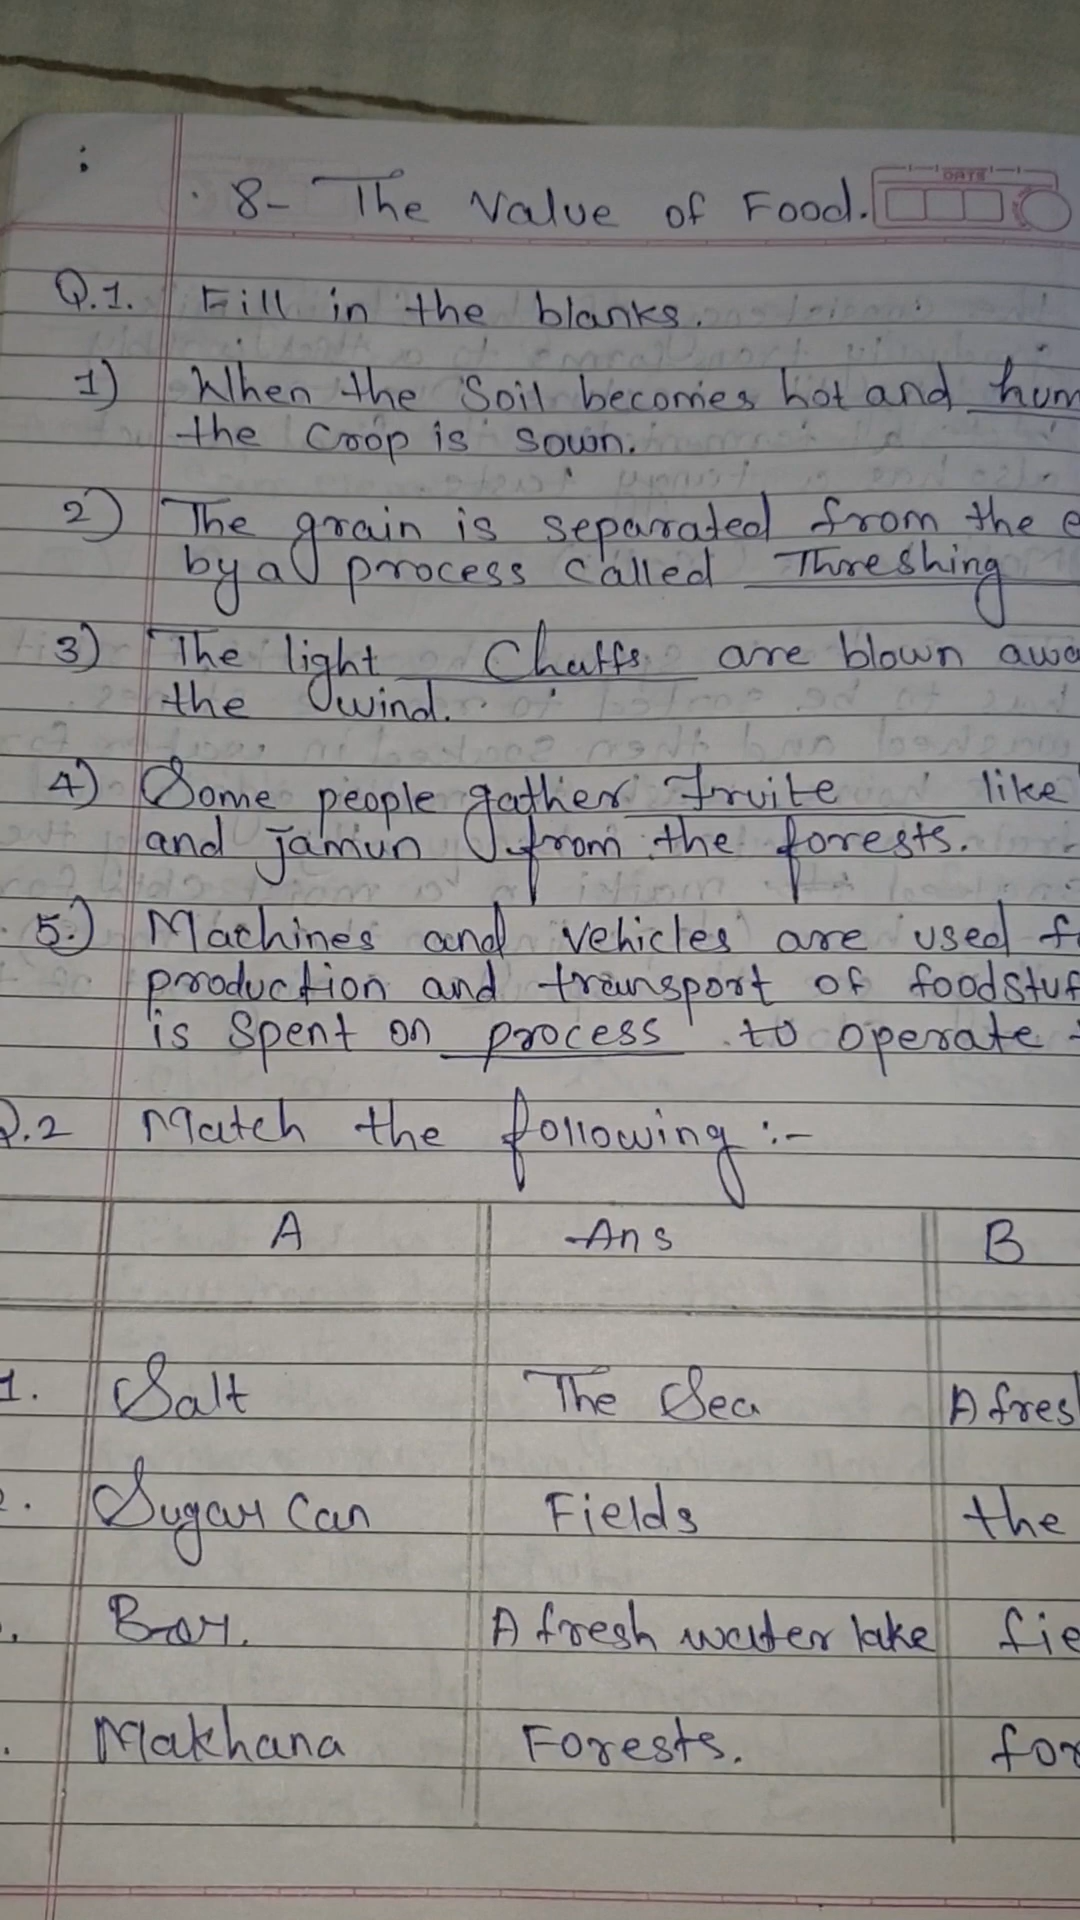 8- The Value of Food.
DATE
Q.1. Fill in the blanks.
1) When the Soil becomes hot and hum
the Crop is sown.
2) The grain is separated from the e
by a process called Threshing
3) The light Chaffs are blown awa
the wind.
4) Some people gather fruite like
and jamun from the forests.
5.) Machines and vehicles are used f
production and transport of foodstuf
is spent on process to operate
Q.2 Match the following :-
A Ans B
1. Salt The Sea A fres
2. Sugar Can Fields the
Bor. A fresh water lake fie
Makhana Forests. for